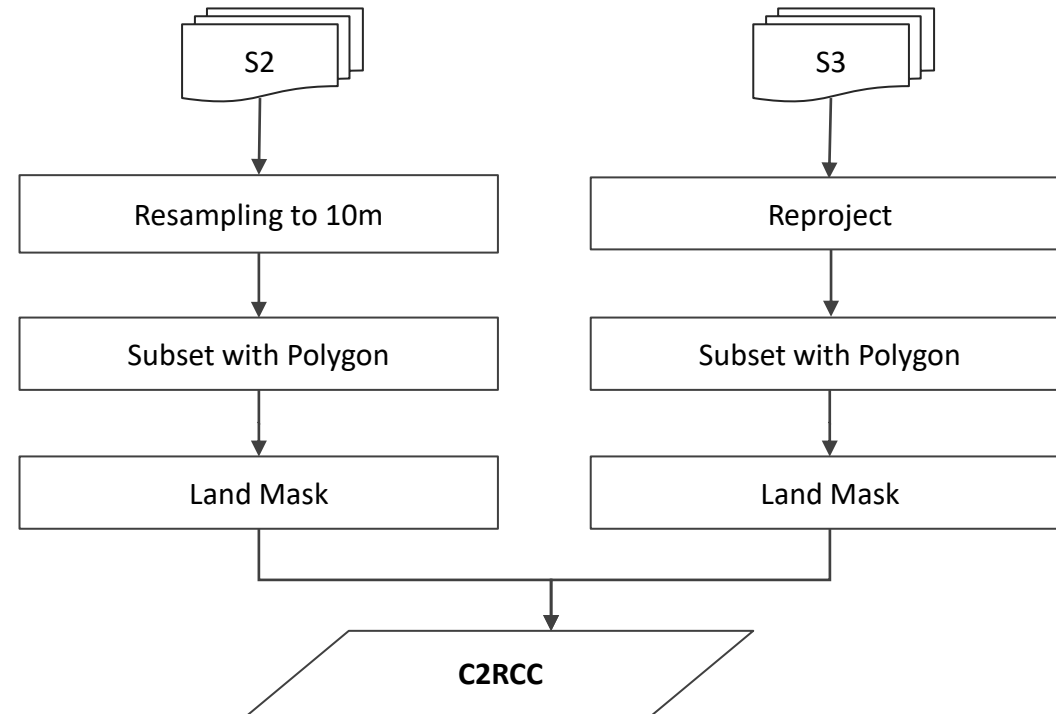 S2
S3
Resampling to 10m
Reproject
Subset with Polygon
Subset with Polygon
Land Mask
Land Mask
C2RCC